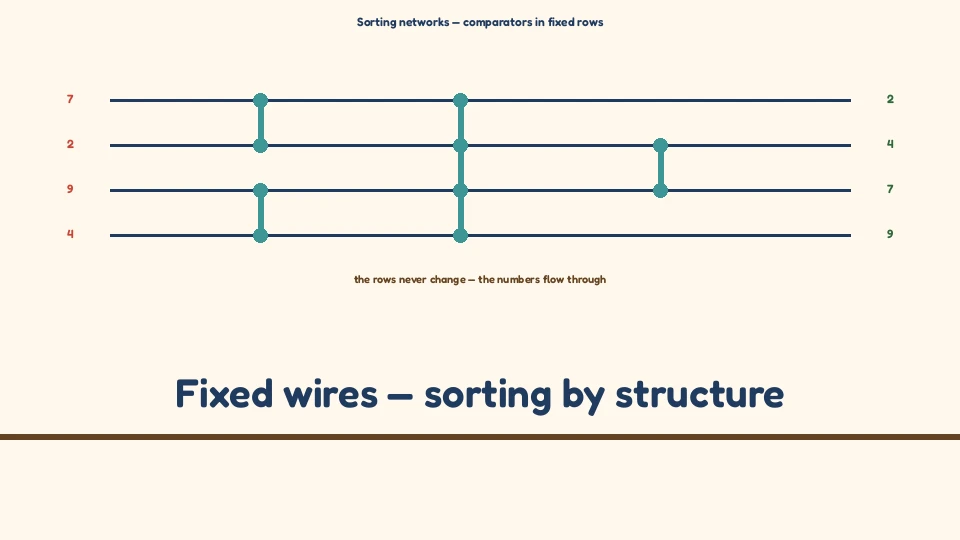 Sorting networks — comparators in fixed rows
7 2
2 4
9 7
4 9
the rows never change — the numbers flow through
Fixed wires — sorting by structure